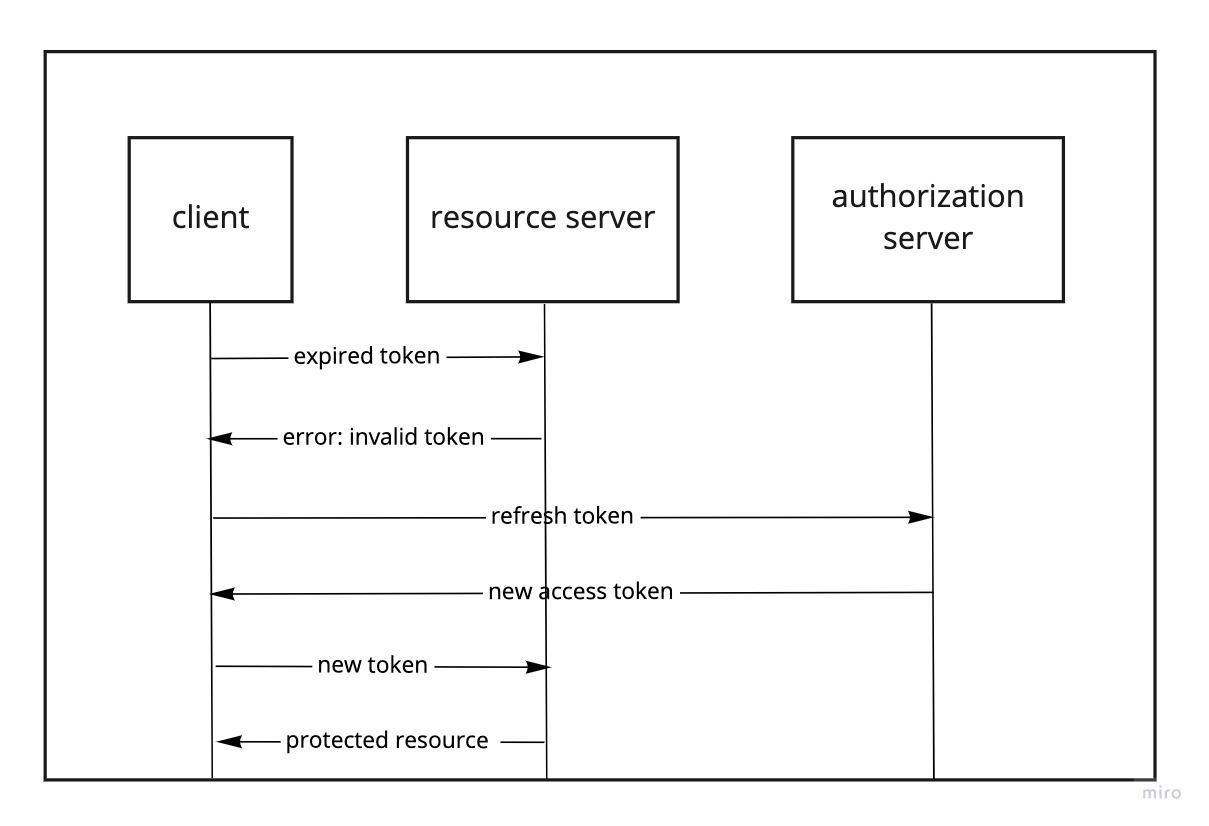 client
resource server
authorization
server
expired token
error: invalid token
refresh token
new access token
new token
protected resource
miro